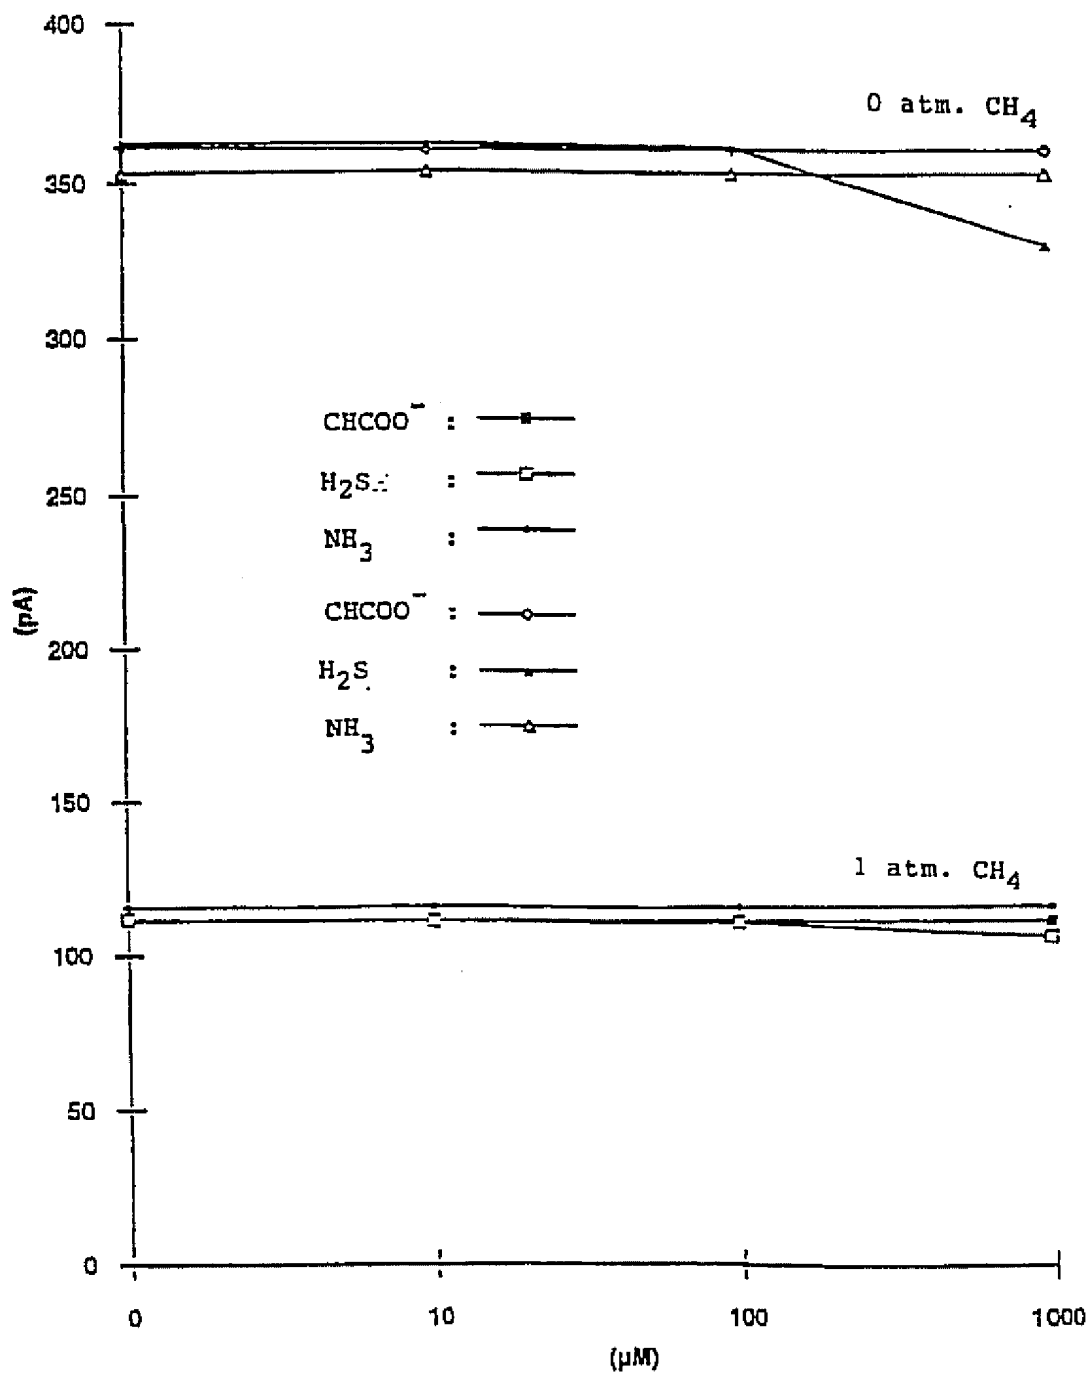 400
0 atm. CH4
350
300
CHCOO⁻ :
H2S :
250
NH3 :
(pA)
CHCOO⁻ :
200
H2S :
NH3 :
150
1 atm. CH4
100
50
0
0 10 100 1000
(µM)